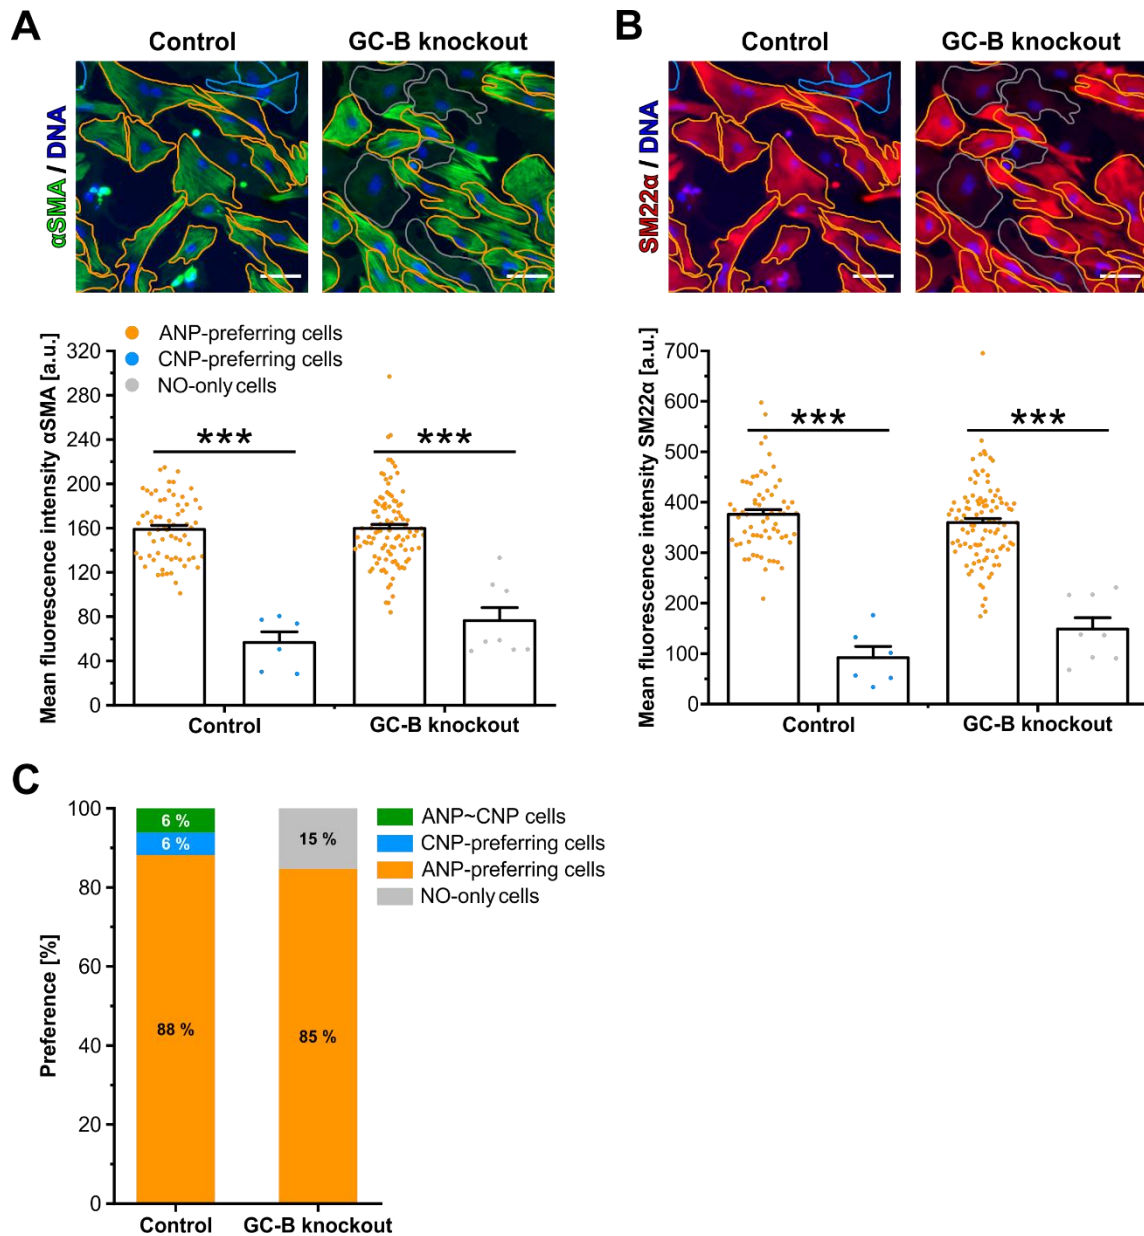 A
Control
GC-B knockout
αSMA / DNA
B
Control
GC-B knockout
SM22α / DNA
Mean fluorescence intensity αSMA [a.u.]
320
280
240
200
160
120
80
40
0
ANP-preferring cells
CNP-preferring cells
NO-only cells
***
***
Control
GC-B knockout
Mean fluorescence intensity SM22α [a.u.]
700
600
500
400
300
200
100
0
***
***
Control
GC-B knockout
C
Preference [%]
100
80
60
40
20
0
6 %
6 %
88 %
15 %
85 %
ANP~CNP cells
CNP-preferring cells
ANP-preferring cells
NO-only cells
Control
GC-B knockout